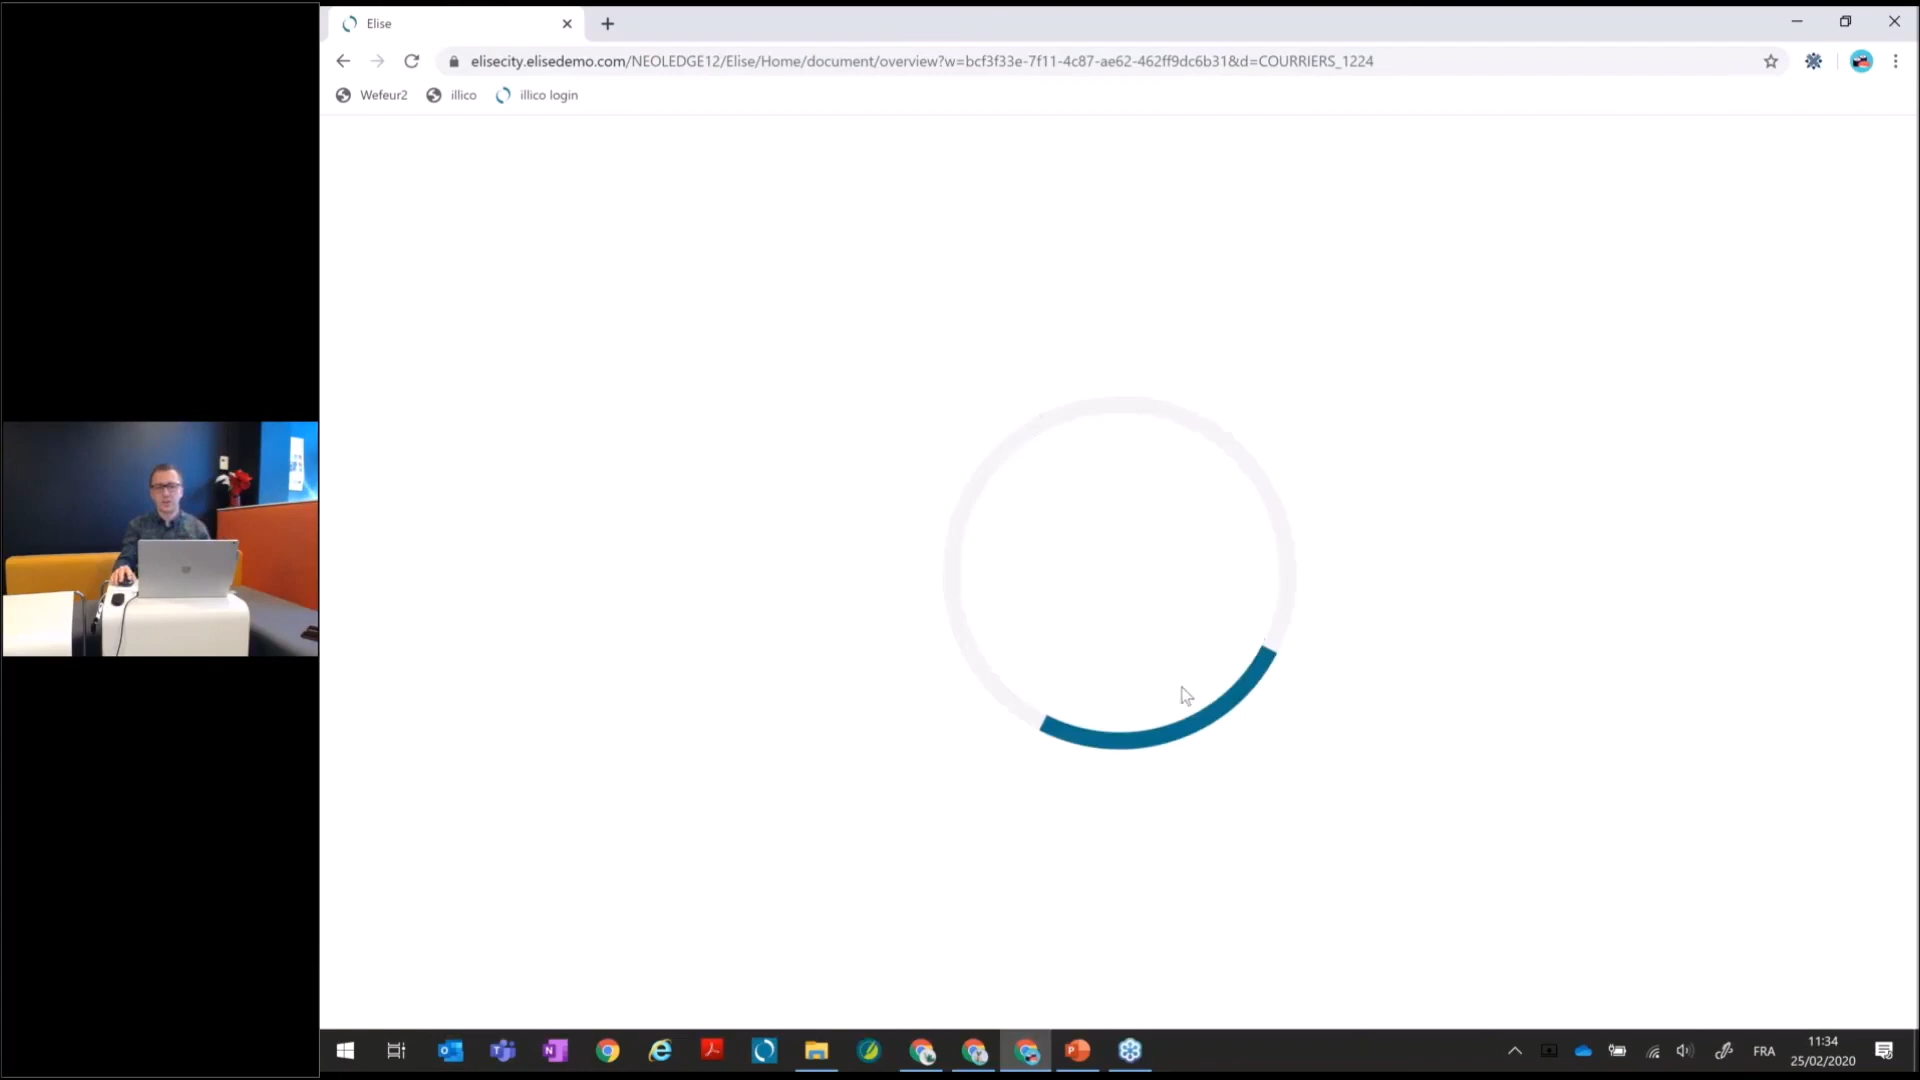 Elise
elisecity.elisedemo.com/NEOLEDGE12/Elise/Home/document/overview?w=bcf3f33e-7f11-4c87-ae62-462ff9dc6b31&d=COURRIERS_1224
Wefeur2 illico illico login
FRA
11:34
25/02/2020